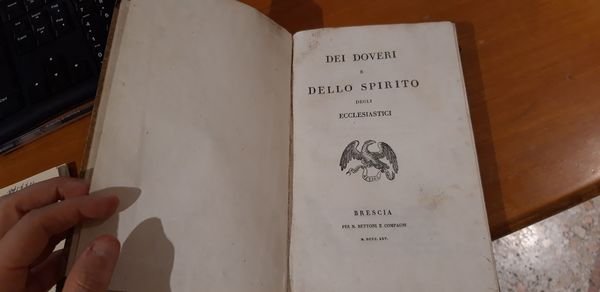 DEI DOVERI
E
DELLO SPIRITO
DEGLI
ECCLESIASTICI
BRESCIA
PER N. BETTONI E COMPAGNI